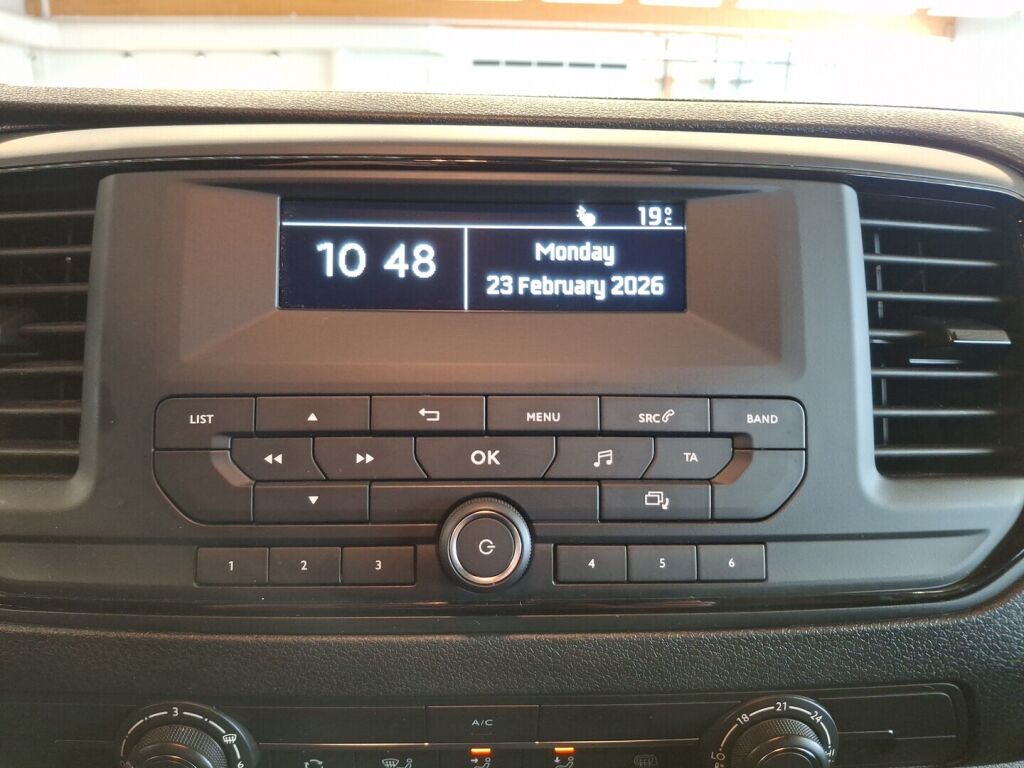 19°C
10 48
Monday
23 February 2026
LIST
MENU
SRC
BAND
OK
TA
1
2
3
4
5
6
3
A/C
18
21
24
6